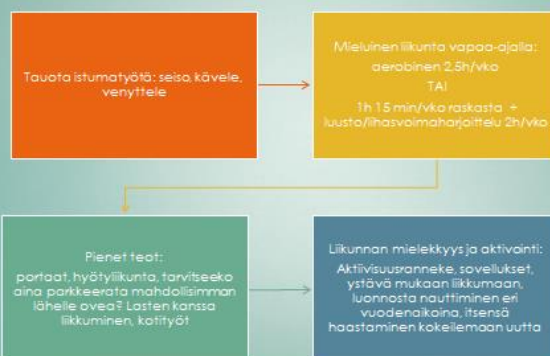 Tauota istumatyötä: seiso, kävele,
venyttele
Mieluinen liikunta vapaa-ajalla:
aerobinen 2,5h/vko
TAI
1h 15 min/vko raskasta +
luusto/lihasvoimaharjoittelu 2h/vko
Pienet teot:
portaat, hyötyliikunta, tarvitseeko
aina parkkeerata mahdollisimman
lähelle ovea? Lasten kanssa
liikkuminen, kotityöt
Liikunnan mielekkyys ja aktivointi:
Aktiivisuusranneke, sovellukset,
ystävä mukaan liikkumaan,
luonnosta nauttiminen eri
vuodenaikoina, itsensä
haastaminen kokeilemaan uutta